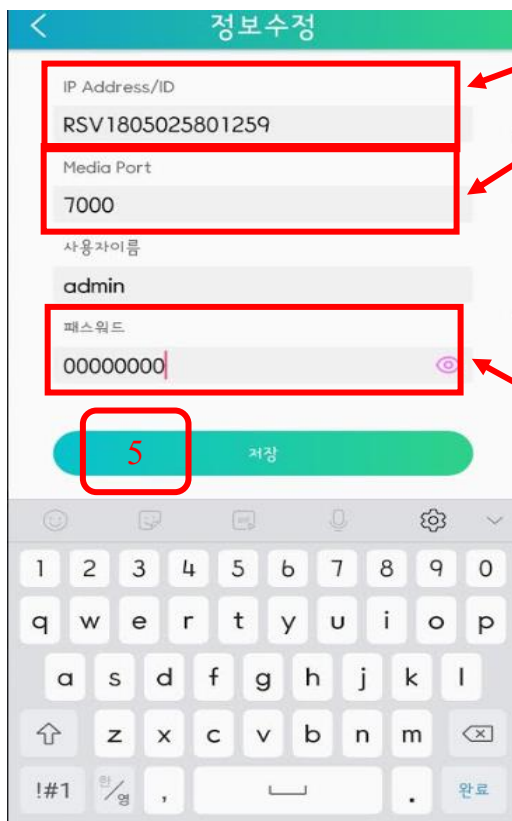 정보수정
IP Address/ID
RSV1805025801259
Media Port
7000
사용자이름
admin
패스워드
00000000
5 저장
1 2 3 4 5 6 7 8 9 0
q w e r t y u i o p
a s d f g h j k l
z x c v b n m
!#1 한/영 , . 완료